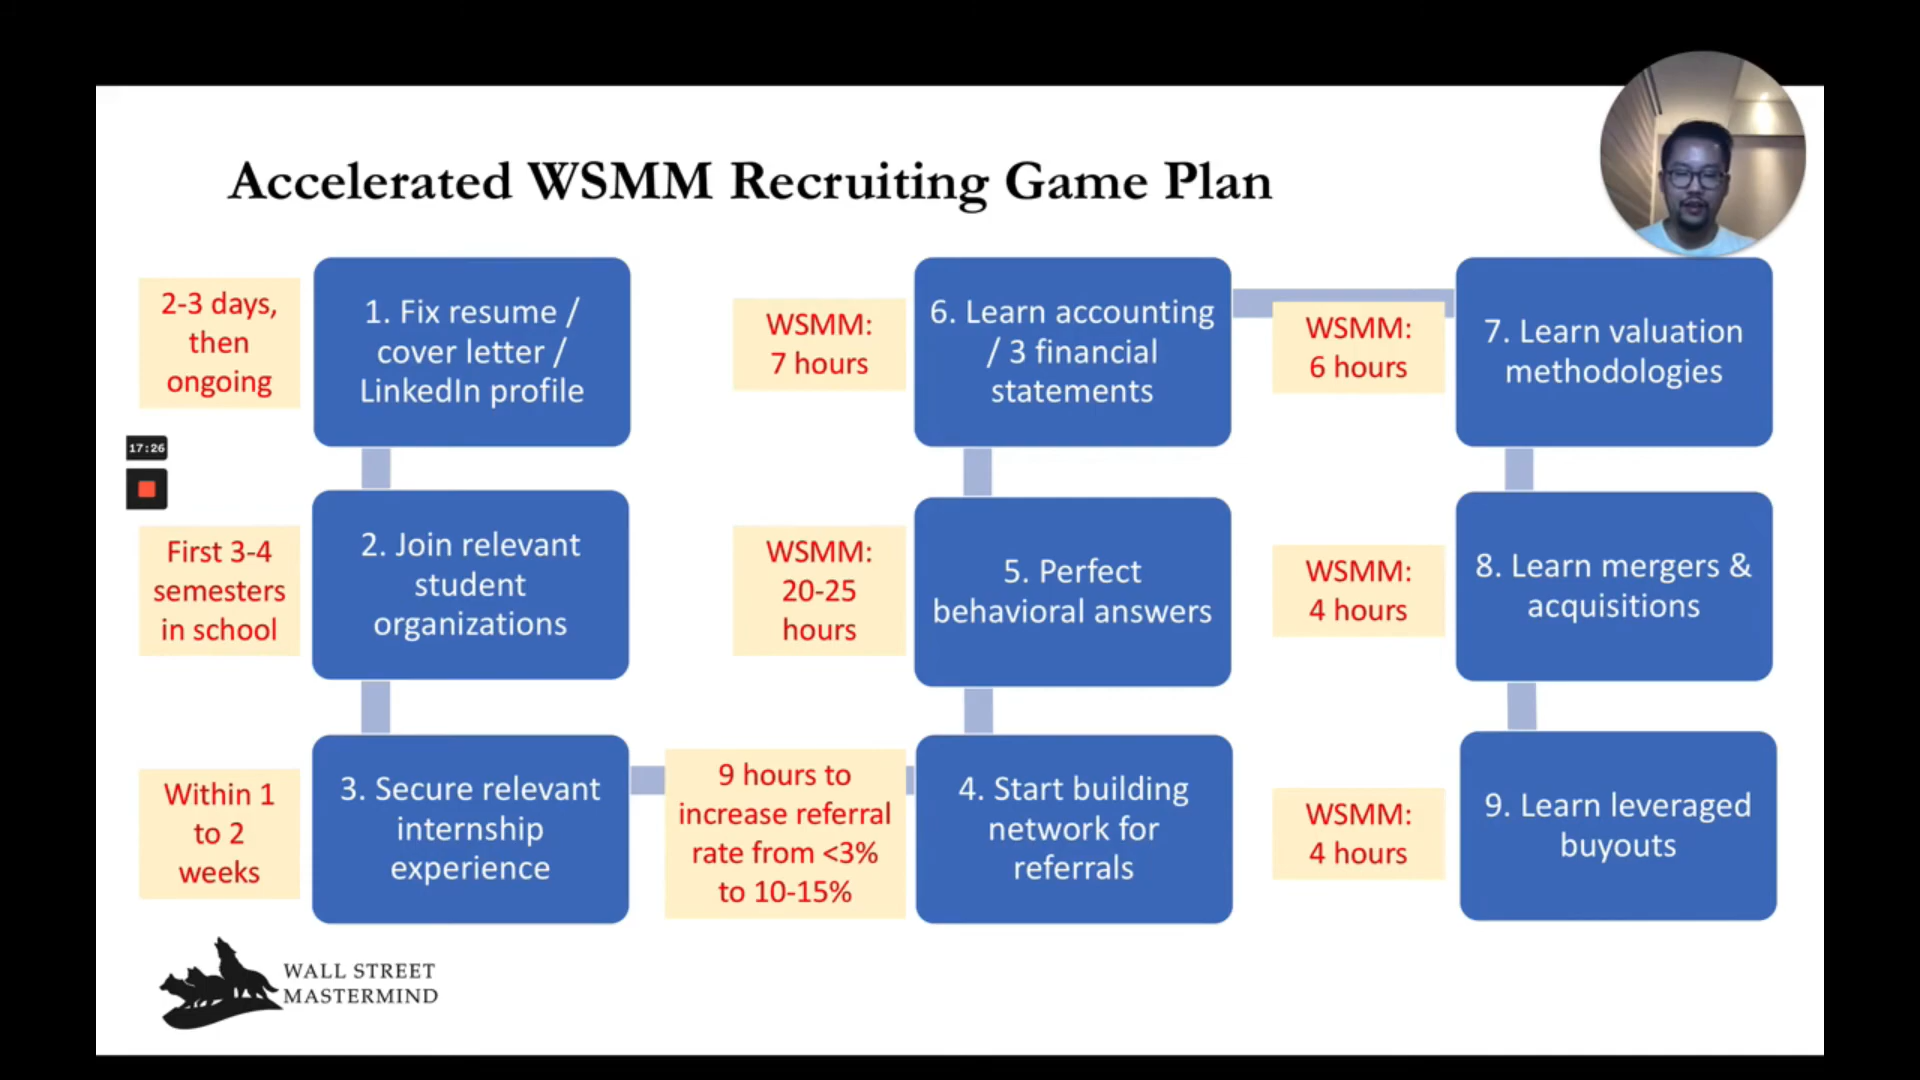 Accelerated WSMM Recruiting Game Plan
2-3 days,
then
ongoing
1. Fix resume /
cover letter /
LinkedIn profile
17:26
First 3-4
semesters
in school
2. Join relevant
student
organizations
Within 1
to 2
weeks
3. Secure relevant
internship
experience
9 hours to
increase referral
rate from <3%
to 10-15%
4. Start building
network for
referrals
WSMM:
20-25
hours
5. Perfect
behavioral answers
WSMM:
7 hours
6. Learn accounting
/ 3 financial
statements
WSMM:
6 hours
7. Learn valuation
methodologies
WSMM:
4 hours
8. Learn mergers &
acquisitions
WSMM:
4 hours
9. Learn leveraged
buyouts
WALL STREET
MASTERMIND